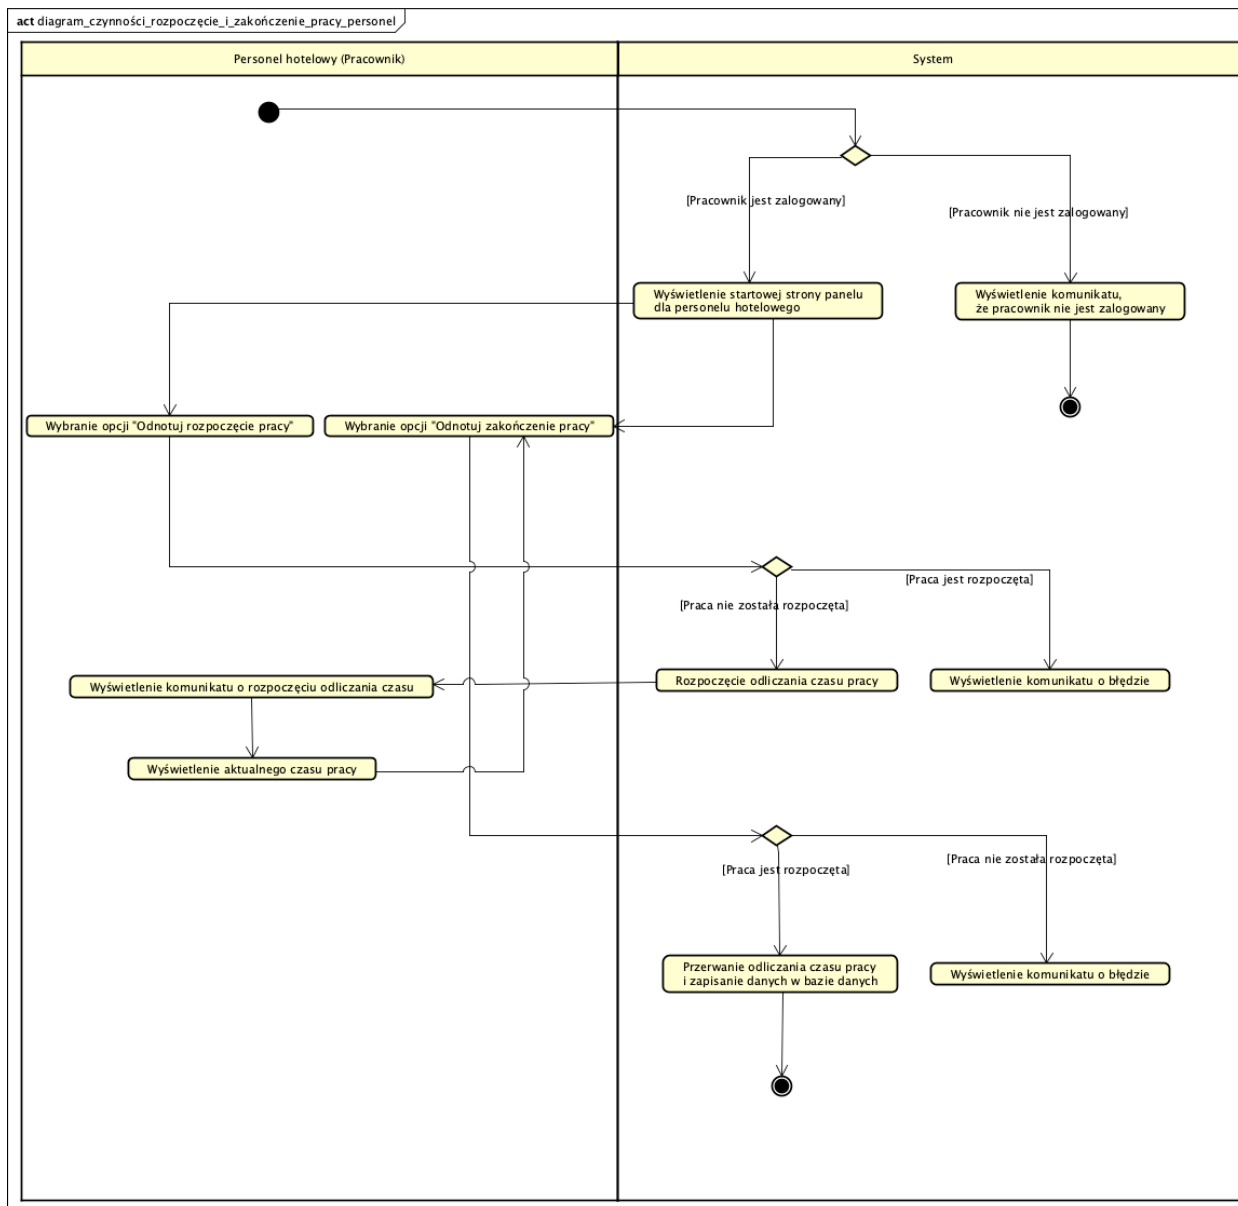 act diagram_czynności_rozpoczęcie_i_zakończenie_pracy_personel
Personel hotelowy (Pracownik)
System
[Pracownik jest zalogowany]
[Pracownik nie jest zalogowany]
Wyświetlenie startowej strony panelu
dla personelu hotelowego
Wyświetlenie komunikatu,
że pracownik nie jest zalogowany
Wybranie opcji "Odnotuj rozpoczęcie pracy"
Wybranie opcji "Odnotuj zakończenie pracy"
[Praca jest rozpoczęta]
[Praca nie została rozpoczęta]
Wyświetlenie komunikatu o rozpoczęciu odliczania czasu
Rozpoczęcie odliczania czasu pracy
Wyświetlenie komunikatu o błędzie
Wyświetlenie aktualnego czasu pracy
[Praca jest rozpoczęta]
[Praca nie została rozpoczęta]
Przerwanie odliczania czasu pracy
i zapisanie danych w bazie danych
Wyświetlenie komunikatu o błędzie